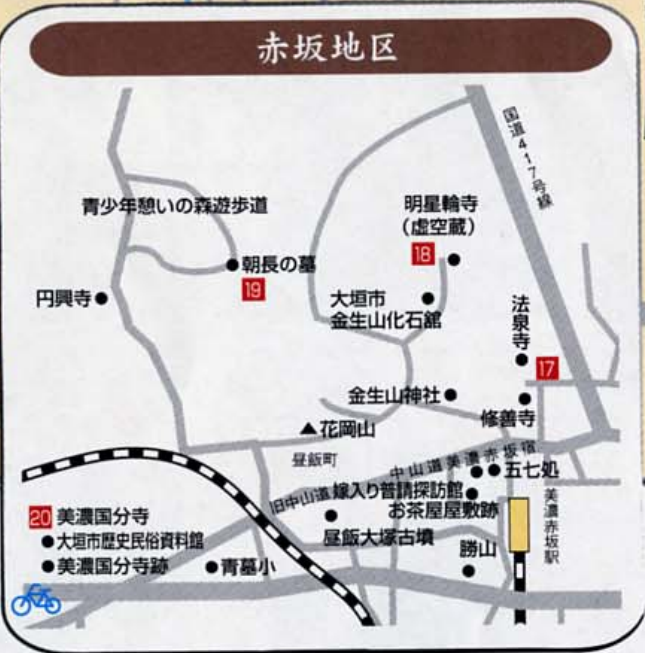 赤坂地区
国道417号線
青少年憩いの森遊歩道
明星輪寺
（虚空蔵）
18
朝長の墓
19
円興寺
大垣市
金生山化石舘
法泉寺
17
金生山神社
修善寺
花岡山
昼飯町
中山道美濃赤坂宿
五七処
旧中山道
嫁入り普請探訪館
お茶屋屋敷跡
美濃赤坂駅
20 美濃国分寺
大垣市歴史民俗資料館
美濃国分寺跡
青墓小
昼飯大塚古墳
勝山